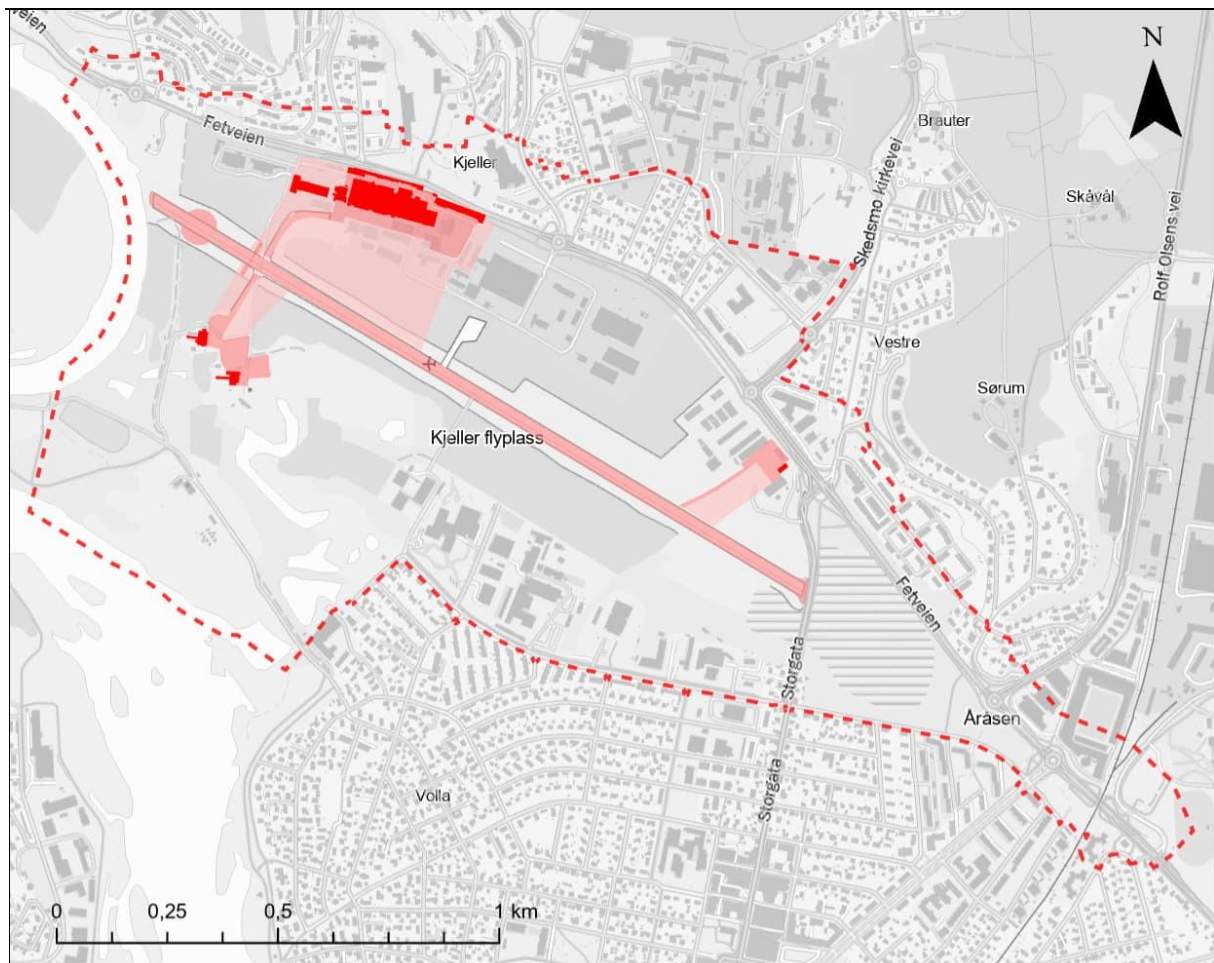 veien
N
Brauter
Fetveien
Kjeller
Skedsmo kirkevei
Skåvål
Rolf Olsens vei
Vestre
Sørum
Kjeller flyplass
Fetveien
Storgata
Åråsen
Volla
Storgata
0 0,25 0,5 1 km